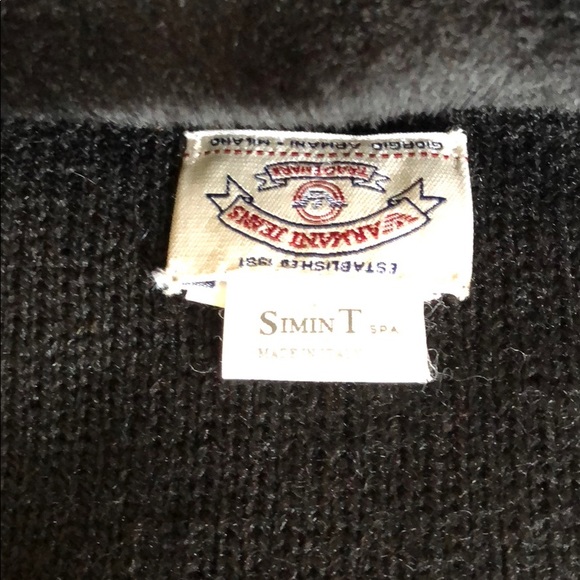 GIORGIO ARMANI - MILANO
TRADE MARK
ARMANI JEANS
ESTABLISHED 1981
SIMINT SPA
MADE IN ITALY